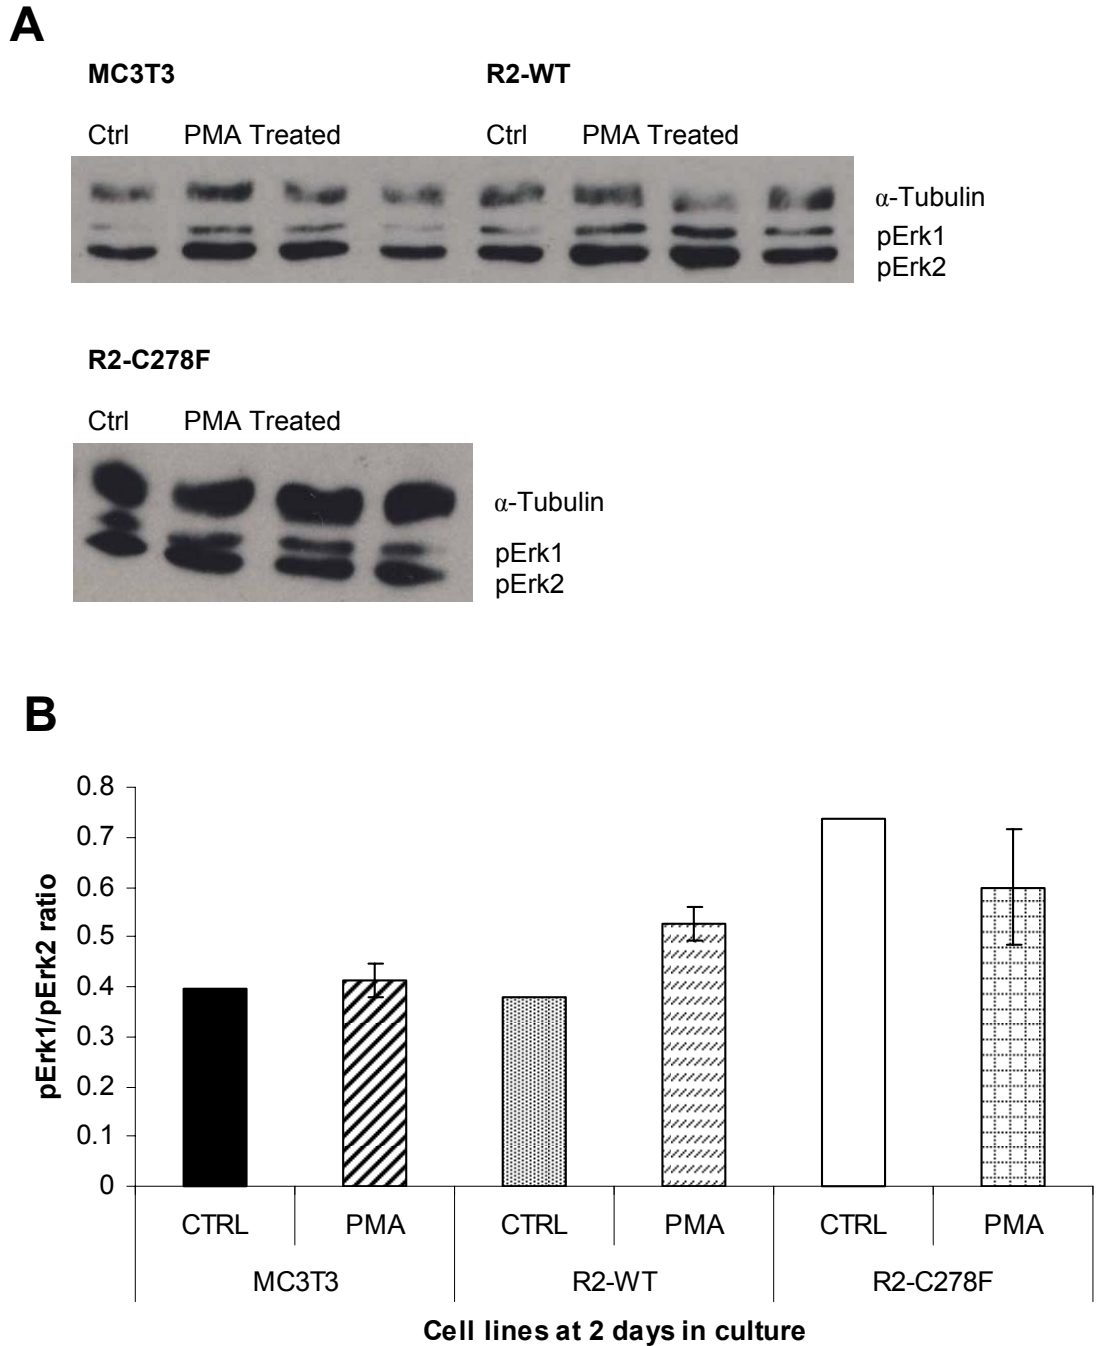 A
MC3T3 R2-WT
Ctrl PMA Treated Ctrl PMA Treated
α-Tubulin
pErk1
pErk2
R2-C278F
Ctrl PMA Treated
α-Tubulin
pErk1
pErk2
B
0.8
0.7
0.6
0.5
0.4
0.3
0.2
0.1
0
pErk1/pErk2 ratio
CTRL PMA CTRL PMA CTRL PMA
MC3T3 R2-WT R2-C278F
Cell lines at 2 days in culture